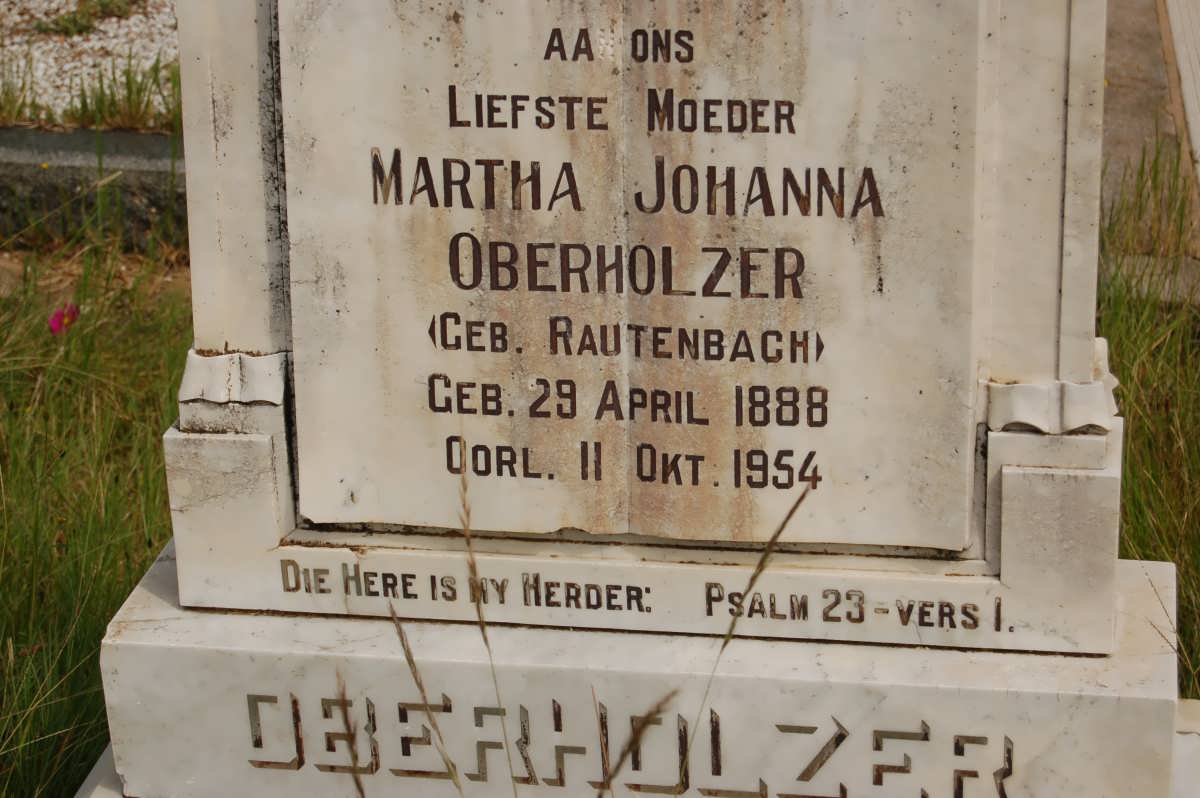 AAN ONS
LIEFSTE MOEDER
MARTHA JOHANNA
OBERHOLZER
(GEB. RAUTENBACH)
GEB. 29 APRIL 1888
OORL. 11 OKT. 1954
DIE HERE IS MY HERDER: PSALM 23-VERS 1.
OBERHOLZER